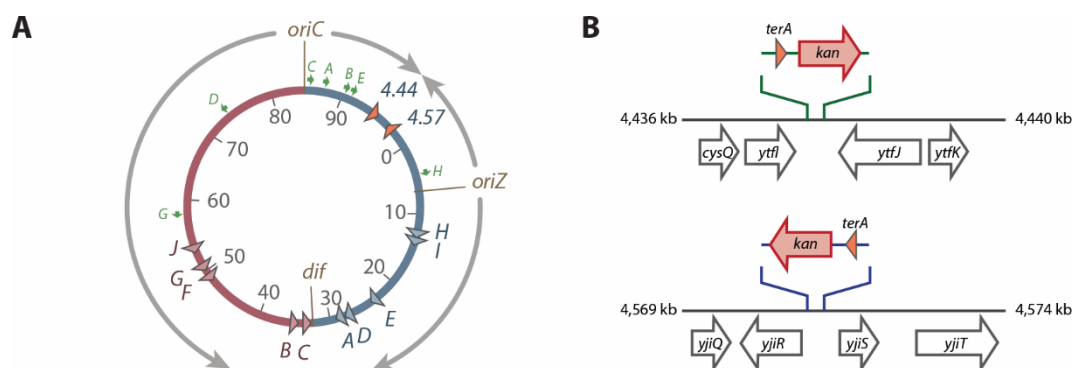 A
oriC
C
A
B
E
D
4.44
4.57
80
90
70
0
H
oriZ
60
10
G
J
H
I
G
F
50
20
dif
40
30
E
B
C
A
D
B
terA
kan
4,436 kb
4,440 kb
cysQ
ytfI
ytfJ
ytfK
terA
kan
4,569 kb
4,574 kb
yjiQ
yjiR
yjiS
yjiT